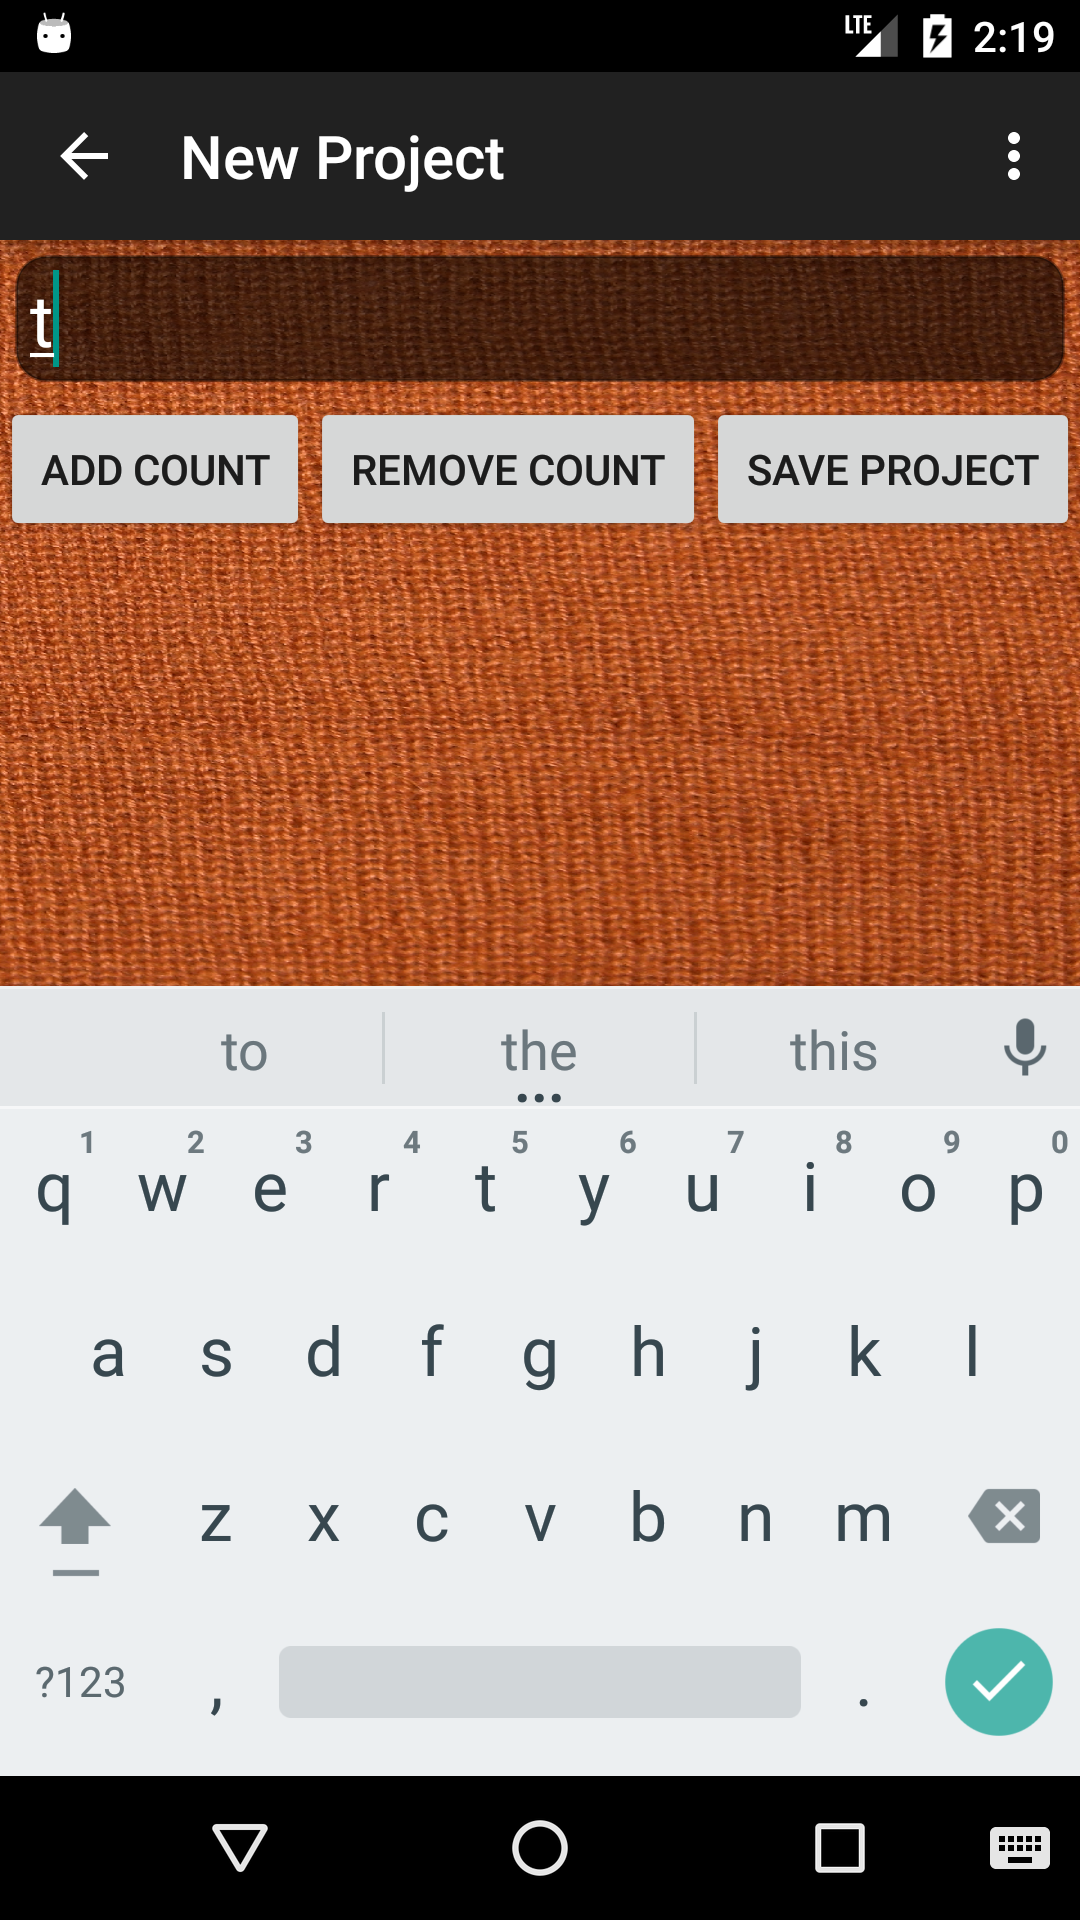 LTE 2:19
New Project
t
ADD COUNT REMOVE COUNT SAVE PROJECT
to the this
1 2 3 4 5 6 7 8 9 0
q w e r t y u i o p
a s d f g h j k l
z x c v b n m
?123 , .